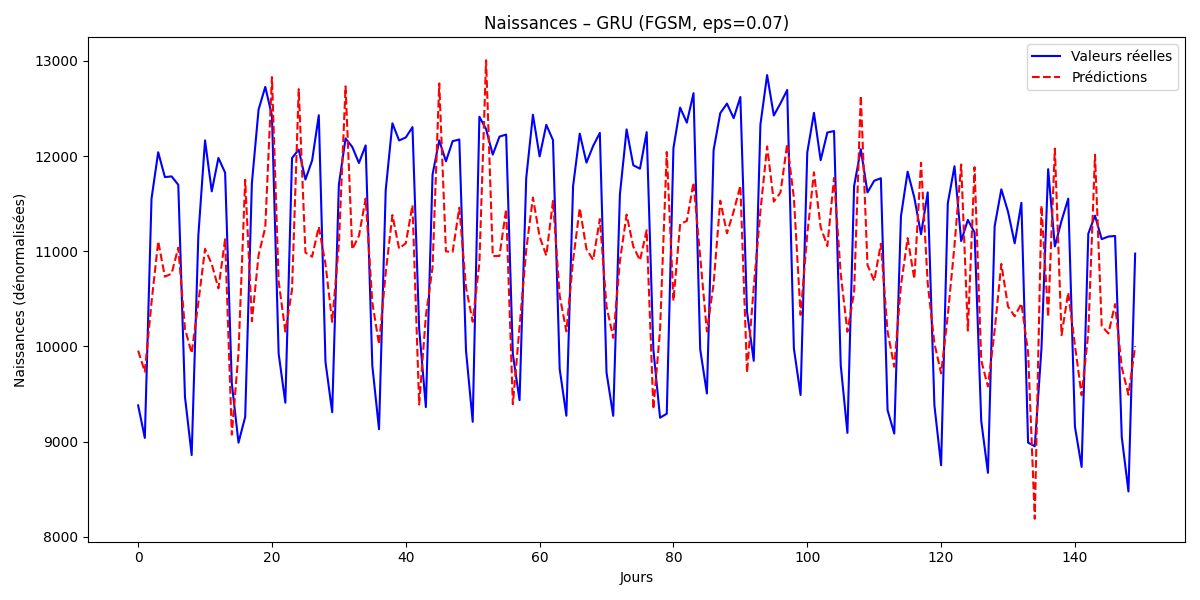 Naissances – GRU (FGSM, eps=0.07)
Valeurs réelles
Prédictions
Naissances (dénormalisées)
13000
12000
11000
10000
9000
8000
0 20 40 60 80 100 120 140
Jours